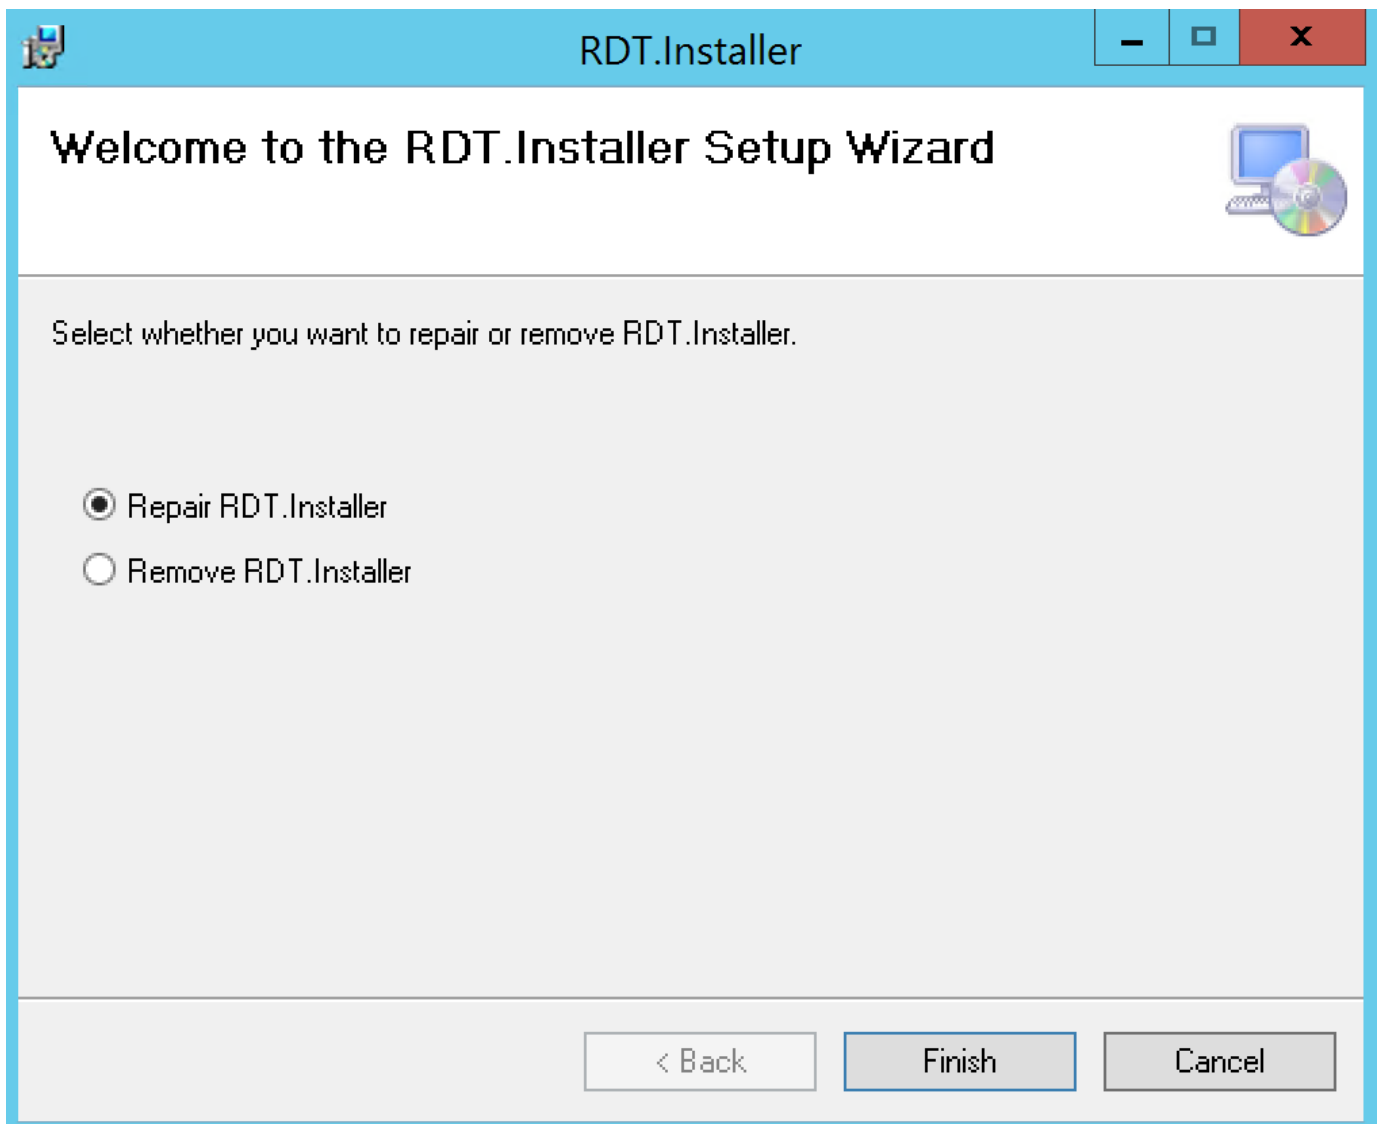 RDT.Installer
Welcome to the RDT.Installer Setup Wizard
Select whether you want to repair or remove RDT.Installer.
Repair RDT.Installer
Remove RDT.Installer
< Back Finish Cancel